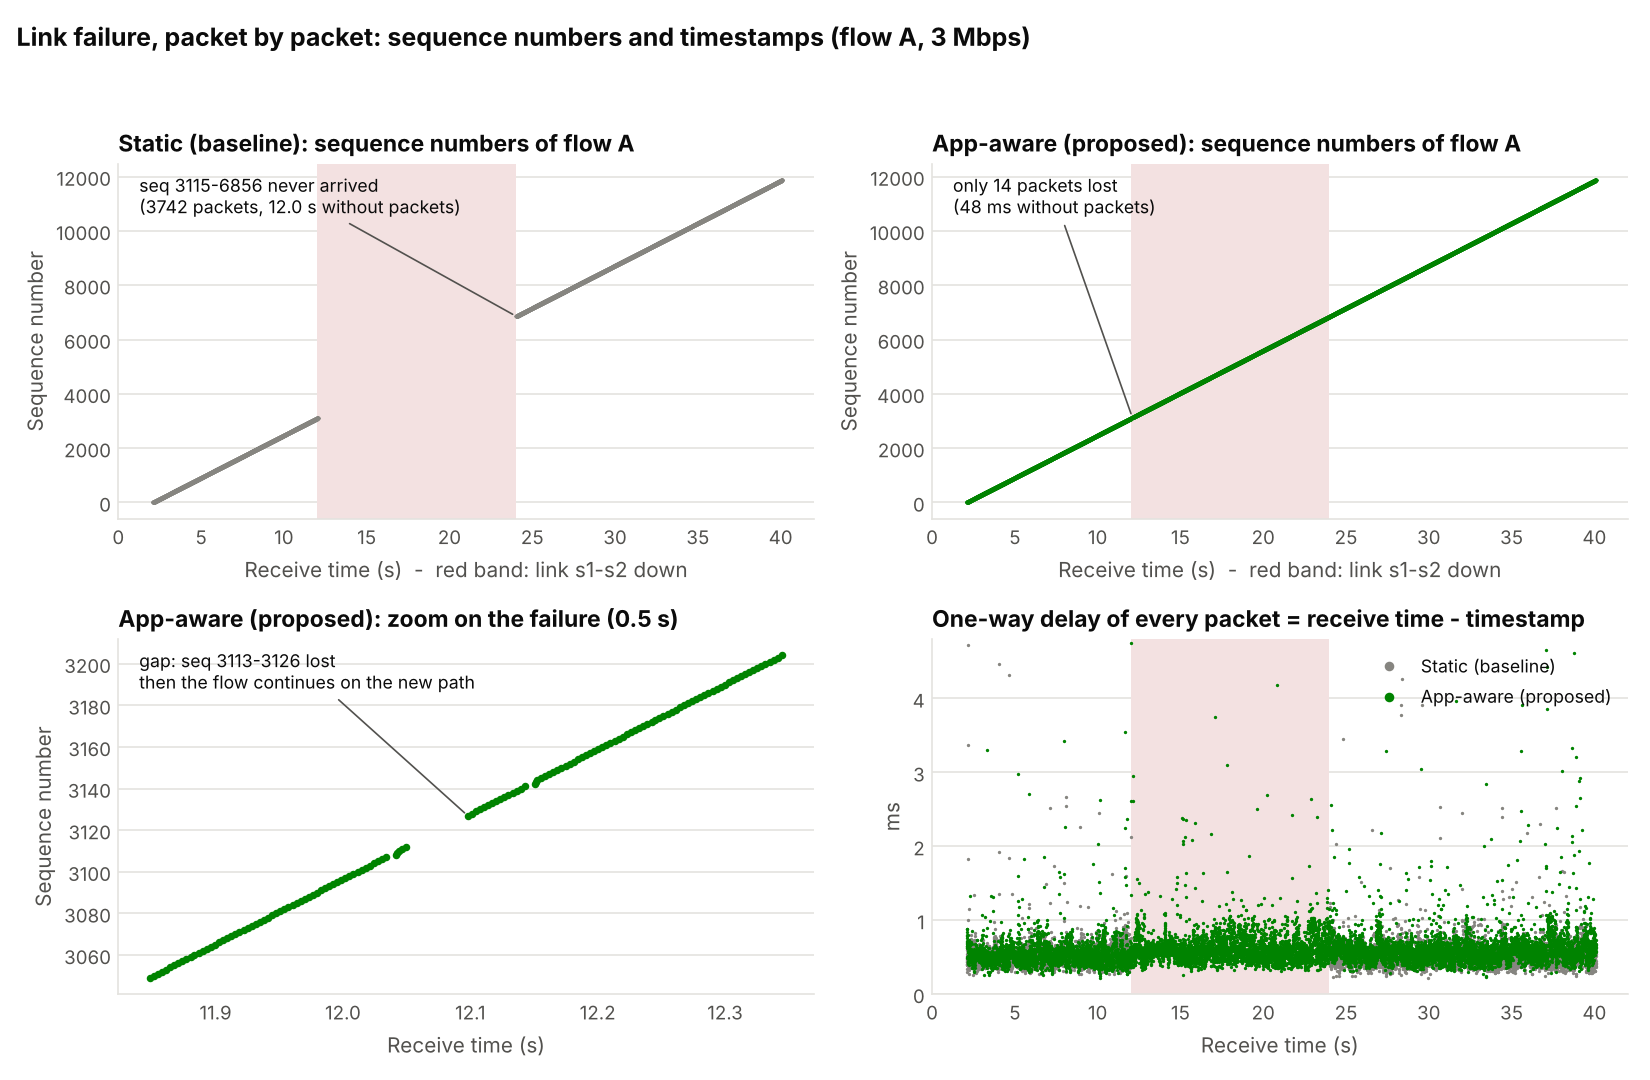 Link failure, packet by packet: sequence numbers and timestamps (flow A, 3 Mbps)
Static (baseline): sequence numbers of flow A
seq 3115-6856 never arrived
(3742 packets, 12.0 s without packets)
Sequence number
12000
10000
8000
6000
4000
2000
0
0 5 10 15 20 25 30 35 40
Receive time (s) - red band: link s1-s2 down
App-aware (proposed): sequence numbers of flow A
only 14 packets lost
(48 ms without packets)
Sequence number
12000
10000
8000
6000
4000
2000
0
0 5 10 15 20 25 30 35 40
Receive time (s) - red band: link s1-s2 down
App-aware (proposed): zoom on the failure (0.5 s)
gap: seq 3113-3126 lost
then the flow continues on the new path
Sequence number
3200
3180
3160
3140
3120
3100
3080
3060
11.9 12.0 12.1 12.2 12.3
Receive time (s)
One-way delay of every packet = receive time - timestamp
Static (baseline)
App-aware (proposed)
ms
4
3
2
1
0
0 5 10 15 20 25 30 35 40
Receive time (s)